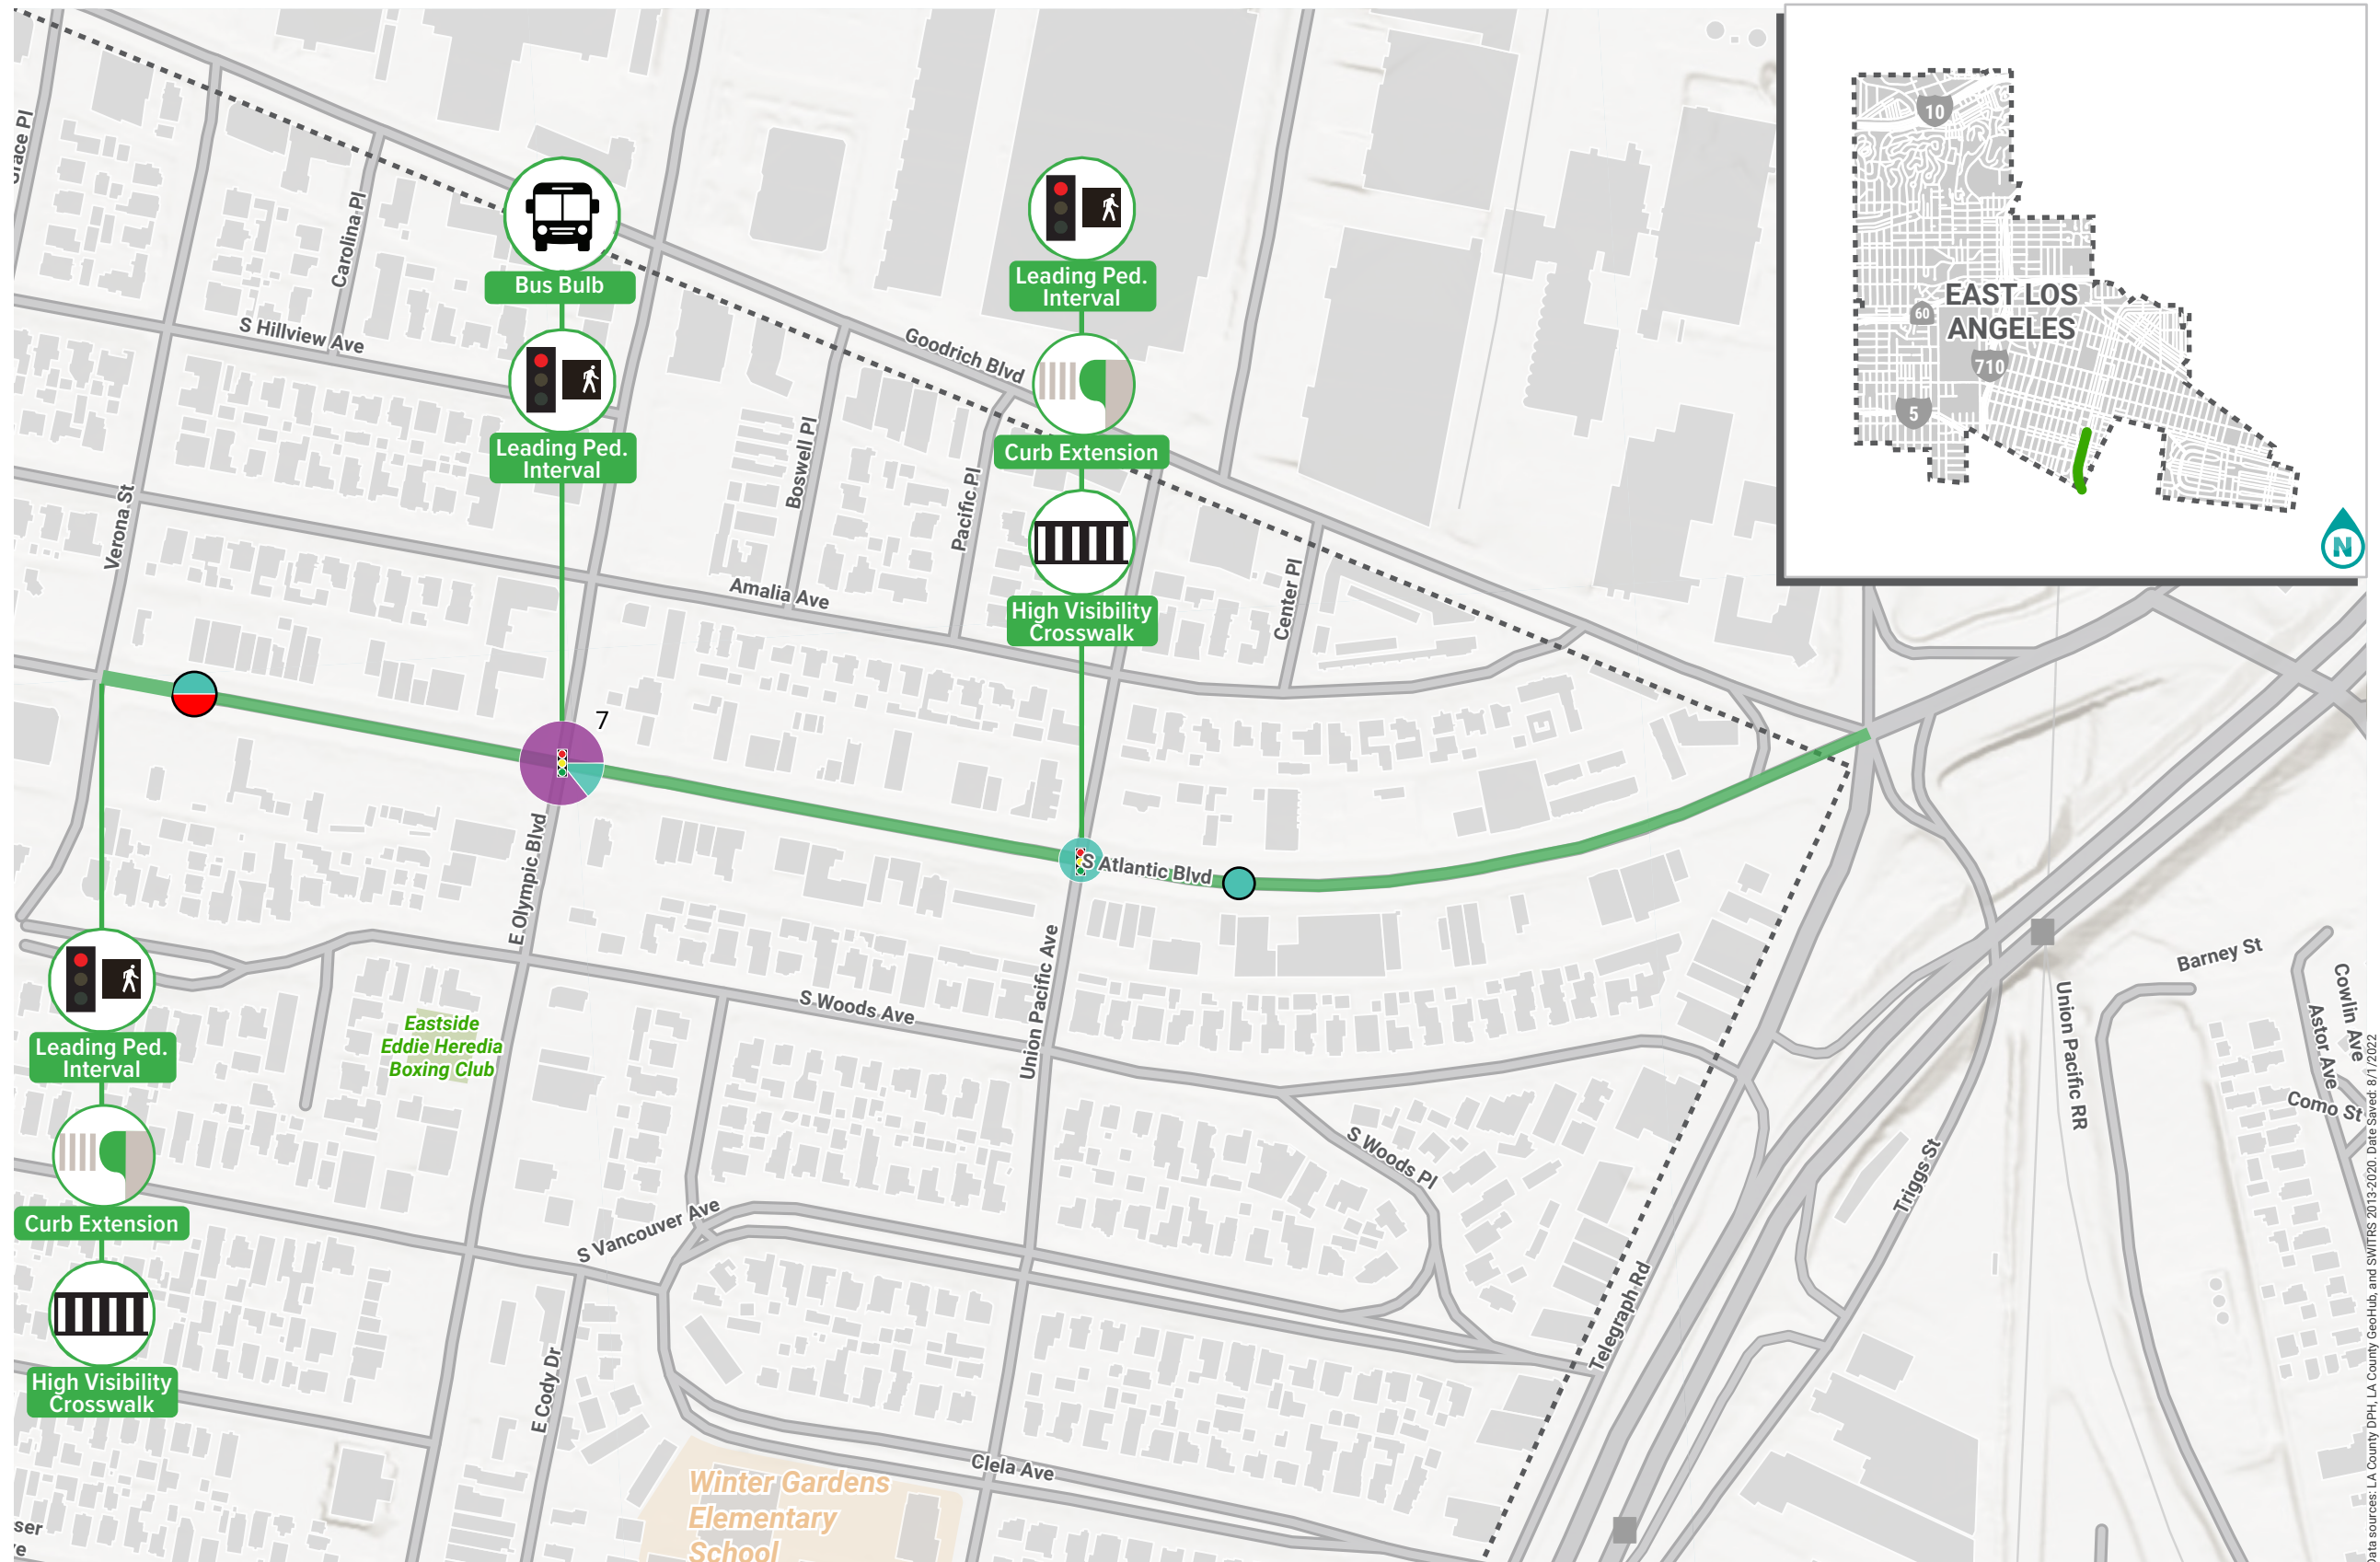 Carolina Pl
S Hillview Ave
Verona St
Bus Bulb
Leading Ped.
Interval
Leading Ped.
Interval
Curb Extension
High Visibility
Crosswalk
Goodrich Blvd
Boswell Pl
Pacific Pl
Amalia Ave
Center Pl
10
60
EAST LOS
ANGELES
710
5
N
7
S Atlantic Blvd
E Olympic Blvd
Union Pacific Ave
S Woods Ave
Leading Ped.
Interval
Curb Extension
High Visibility
Crosswalk
Eastside
Eddie Heredia
Boxing Club
S Vancouver Ave
S Woods Pl
E Cody Dr
Clela Ave
Winter Gardens
Elementary
School
Telegraph Rd
Triggs St
Union Pacific RR
Barney St
Cowlin Ave
Astor Ave
Como St
ata sources: LA County DPH, LA County GeoHub, and SWITRS 2013-2020. Date Saved: 8/1/2022